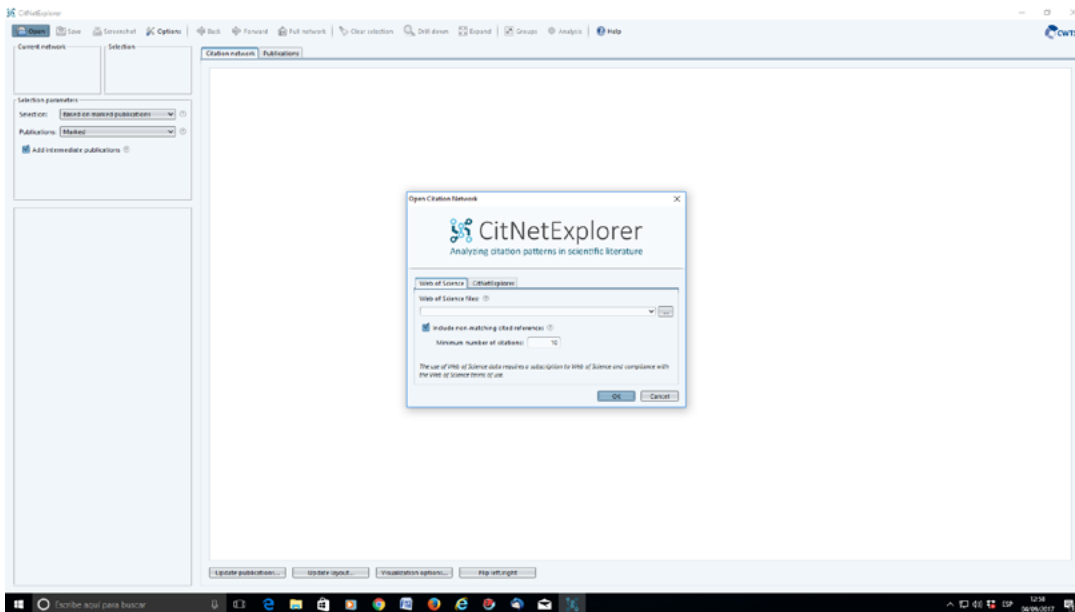 CitNetExplorer
Open Save Screenshot Options Back Forward Full network Clear selection Drill down Expand Groups Analysis Help
CWTS
Current network Selection
Citation network Publications
Selection parameters
Selection: Based on marked publications
Publications: Marked
Add intermediate publications
Open Citation Network
CitNetExplorer
Analyzing citation patterns in scientific literature
Web of Science CitNetExplorer
Web of Science files:
...
Include non-matching cited references
Minimum number of citations: 10
The use of Web of Science data requires a subscription to Web of Science and compliance with
the Web of Science terms of use.
OK Cancel
Update publications... Update layout... Visualization options... Flip left/right
Escribe aquí para buscar
ESP
12:58
04/09/2017